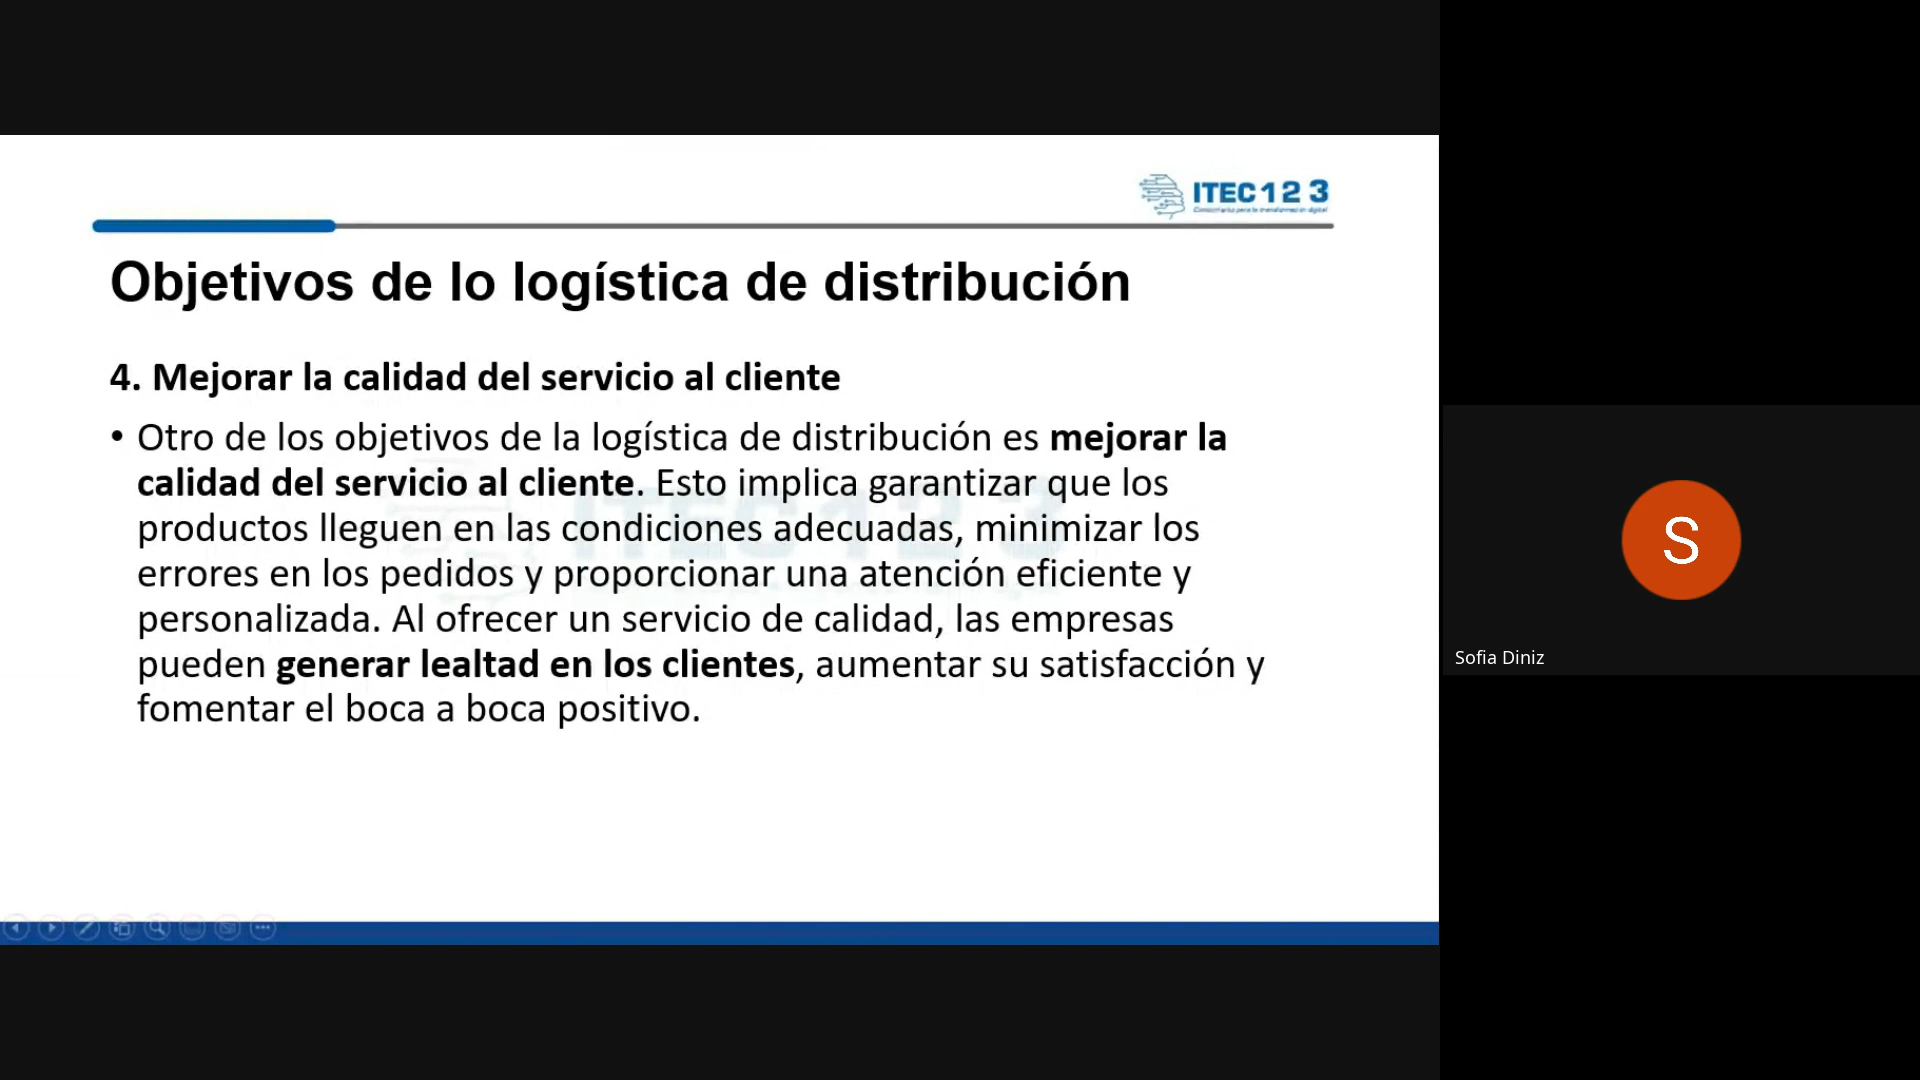 ITEC 1 2 3
Objetivos de lo logística de distribución
4. Mejorar la calidad del servicio al cliente
• Otro de los objetivos de la logística de distribución es mejorar la
calidad del servicio al cliente. Esto implica garantizar que los
productos lleguen en las condiciones adecuadas, minimizar los
errores en los pedidos y proporcionar una atención eficiente y
personalizada. Al ofrecer un servicio de calidad, las empresas
pueden generar lealtad en los clientes, aumentar su satisfacción y
fomentar el boca a boca positivo.
S
Sofia Diniz